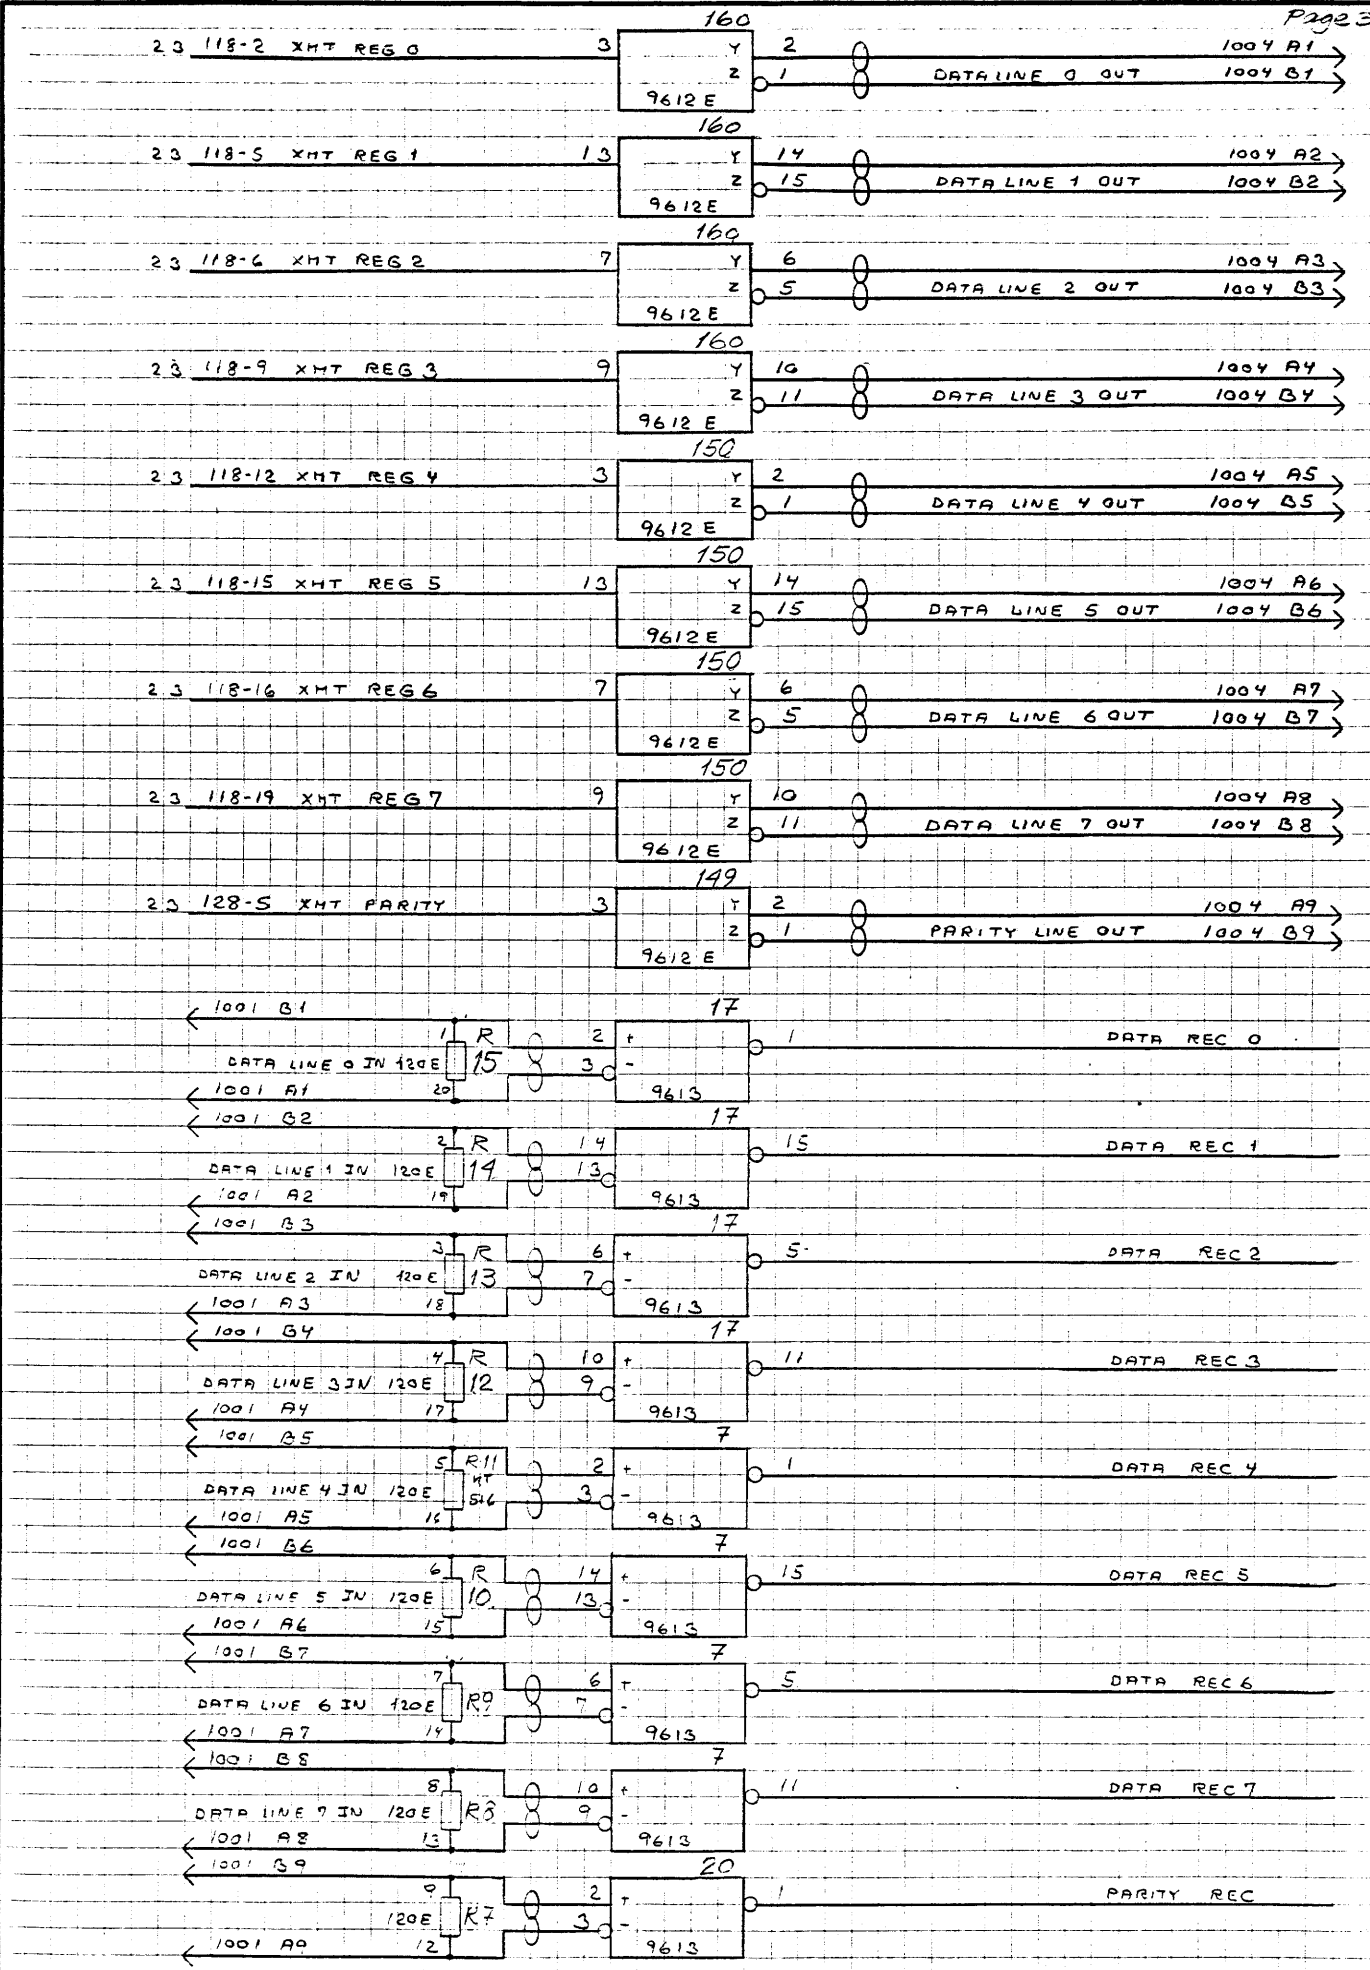 160 Page 3
23 118-2 XMT REG 0 3 Y 2 1004 A1
Z 1 DATA LINE 0 OUT 1004 B1
9612E
160
23 118-5 XMT REG 1 13 Y 14 1004 A2
Z 15 DATA LINE 1 OUT 1004 B2
9612E
160
23 118-6 XMT REG 2 7 Y 6 1004 A3
Z 5 DATA LINE 2 OUT 1004 B3
9612E
160
23 118-9 XMT REG 3 9 Y 10 1004 A4
Z 11 DATA LINE 3 OUT 1004 B4
9612E
150
23 118-12 XMT REG 4 3 Y 2 1004 A5
Z 1 DATA LINE 4 OUT 1004 B5
9612E
150
23 118-15 XMT REG 5 13 Y 14 1004 A6
Z 15 DATA LINE 5 OUT 1004 B6
9612E
150
23 118-16 XMT REG 6 7 Y 6 1004 A7
Z 5 DATA LINE 6 OUT 1004 B7
9612E
150
23 118-19 XMT REG 7 9 Y 10 1004 A8
Z 11 DATA LINE 7 OUT 1004 B8
9612E
149
23 128-5 XMT PARITY 3 Y 2 1004 A9
Z 1 PARITY LINE OUT 1004 B9
9612E
1001 B1 17
1 R 2 + 1 DATA REC 0
DATA LINE 0 IN 120E 15 3 -
1001 A1 20 9613
1001 B2 17
2 R 14 15 DATA REC 1
DATA LINE 1 IN 120E 14 13
1001 A2 19 9613
1001 B3 17
3 R 6 + 5 DATA REC 2
DATA LINE 2 IN 120E 13 7 -
1001 A3 18 9613
1001 B4 17
4 R 10 + 11 DATA REC 3
DATA LINE 3 IN 120E 12 9 -
1001 A4 17 9613
1001 B5 7
5 R11 2 + 1 DATA REC 4
DATA LINE 4 IN 120E 3 -
1001 A5 16 9613
1001 B6 7
6 R 14 + 15 DATA REC 5
DATA LINE 5 IN 120E 10 13 -
1001 A6 15 9613
1001 B7 7
7 6 + 5 DATA REC 6
DATA LINE 6 IN 120E R9 7 -
1001 A7 14 9613
1001 B8 7
8 10 + 11 DATA REC 7
DATA LINE 7 IN 120E R8 9 -
1001 A8 13 9613
1001 B9 20
9 2 + 1 PARITY REC
120E R7 3 -
1001 A9 12 9613